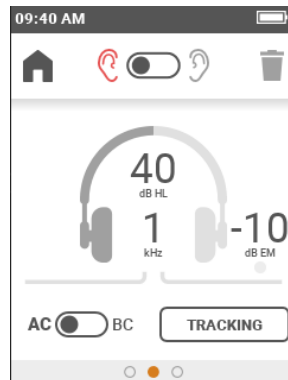 09:40 AM
40
dB HL
1
kHz
-10
dB EM
AC BC
TRACKING